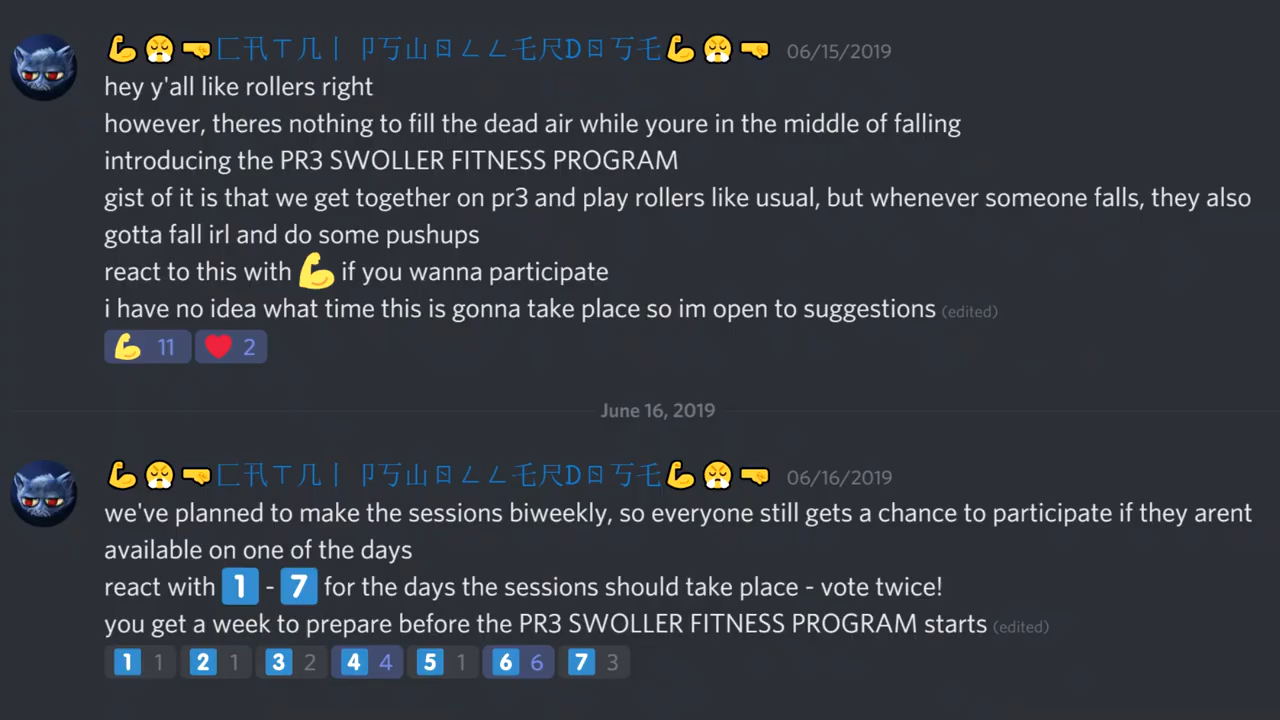 💪😤🤜匚卂ㄒ几丨 卩丂山ㄖㄥㄥ乇尺Dㄖ丂乇💪😤🤜 06/15/2019
hey y'all like rollers right
however, theres nothing to fill the dead air while youre in the middle of falling
introducing the PR3 SWOLLER FITNESS PROGRAM
gist of it is that we get together on pr3 and play rollers like usual, but whenever someone falls, they also
gotta fall irl and do some pushups
react to this with 💪 if you wanna participate
i have no idea what time this is gonna take place so im open to suggestions (edited)
💪 11 ❤️ 2
June 16, 2019
💪😤🤜匚卂ㄒ几丨 卩丂山ㄖㄥㄥ乇尺Dㄖ丂乇💪😤🤜 06/16/2019
we've planned to make the sessions biweekly, so everyone still gets a chance to participate if they arent
available on one of the days
react with 1️⃣ - 7️⃣ for the days the sessions should take place - vote twice!
you get a week to prepare before the PR3 SWOLLER FITNESS PROGRAM starts (edited)
1️⃣ 1 2️⃣ 1 3️⃣ 2 4️⃣ 4 5️⃣ 1 6️⃣ 6 7️⃣ 3